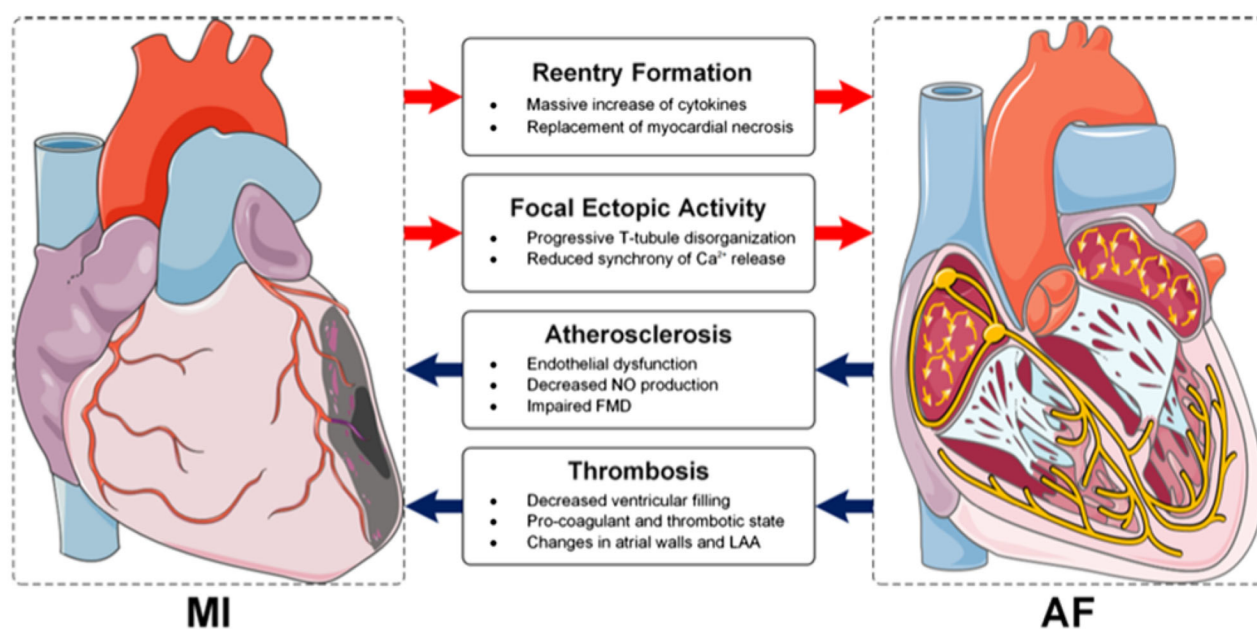 Reentry Formation
• Massive increase of cytokines
• Replacement of myocardial necrosis
Focal Ectopic Activity
• Progressive T-tubule disorganization
• Reduced synchrony of Ca²⁺ release
Atherosclerosis
• Endothelial dysfunction
• Decreased NO production
• Impaired FMD
Thrombosis
• Decreased ventricular filling
• Pro-coagulant and thrombotic state
• Changes in atrial walls and LAA
MI
AF